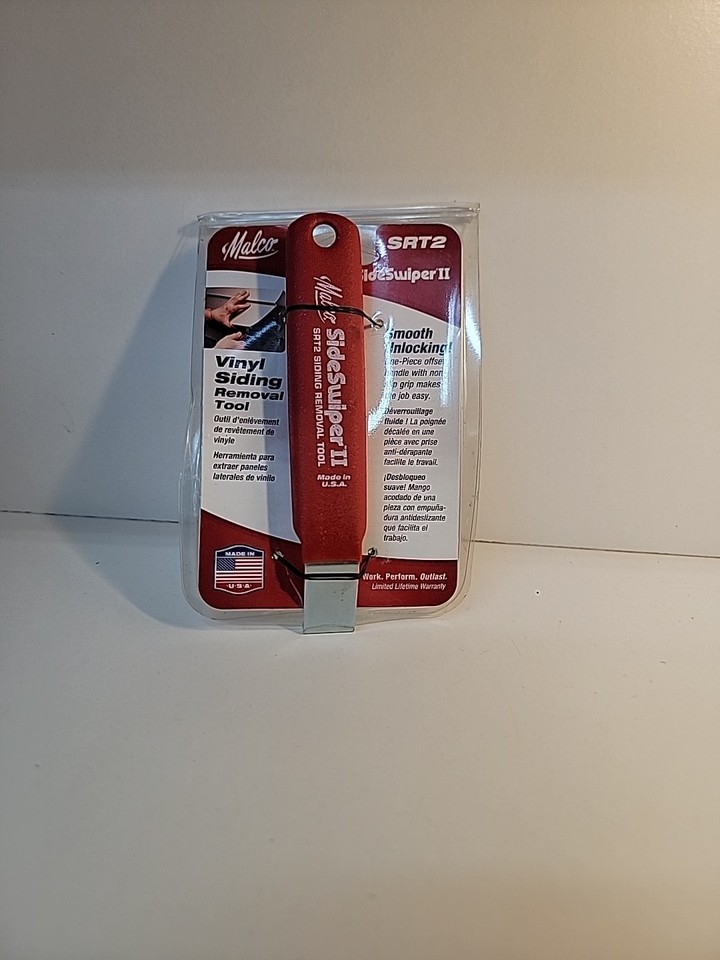 Malco
SRT2
SideSwiper II
Vinyl
Siding
Removal
Tool
Outil d'enlèvement
de revêtement de
vinyle
Herramienta para
extraer paneles
laterales de vinilo
MADE IN
U·S·A
Malco SideSwiper II
SRT2 SIDING REMOVAL TOOL
Made in
U.S.A.
Smooth
Unlocking!
One-Piece offset
handle with non
slip grip makes
the job easy.
Déverrouillage
fluide ! La poignée
décalée en une
pièce avec prise
anti-dérapante
facilite le travail.
¡Desbloqueo
suave! Mango
acodado de una
pieza con empuña-
dura antideslizante
que facilita el
trabajo.
Work. Perform. Outlast.
Limited Lifetime Warranty